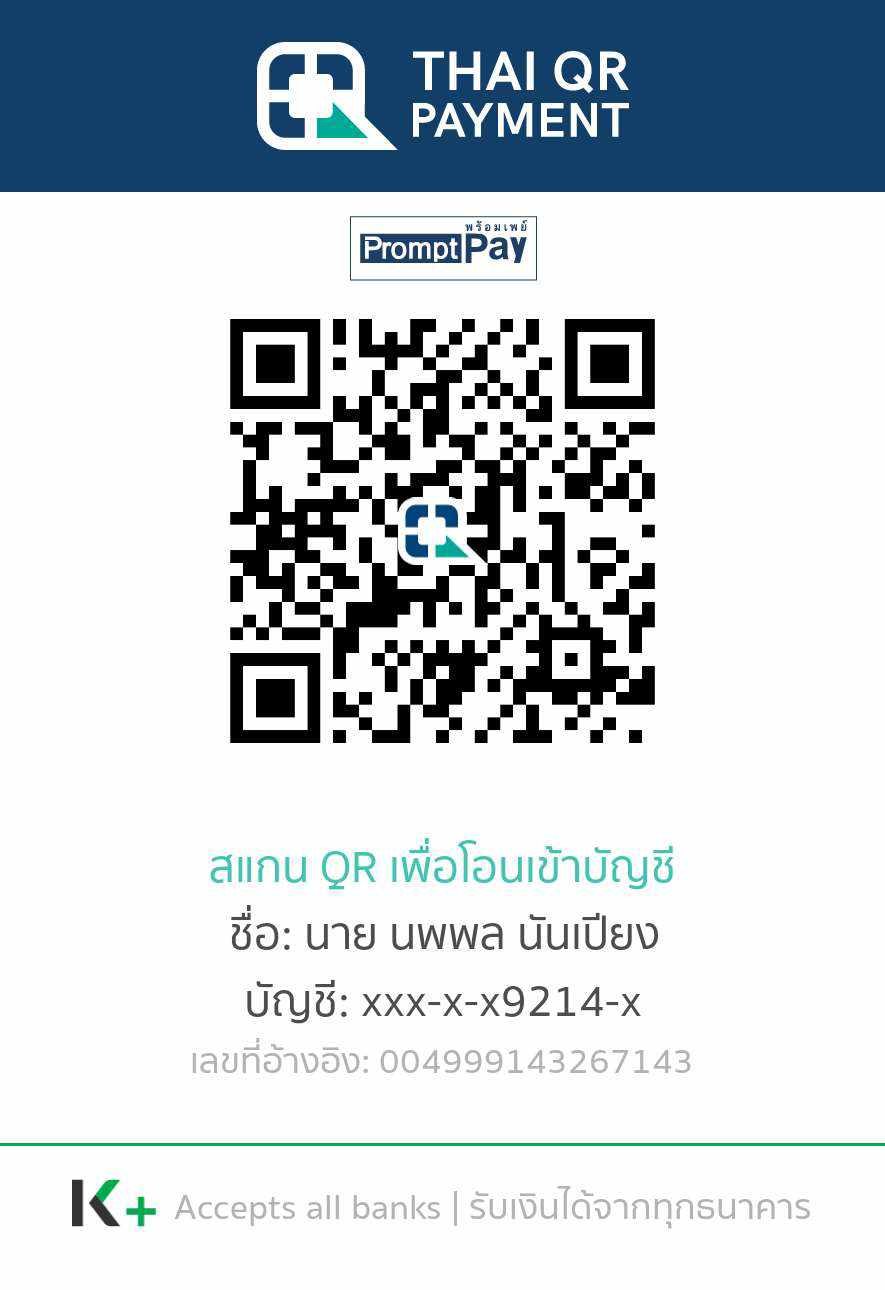 THAI QR
PAYMENT
พร้อมเพย์
PromptPay
สแกน QR เพื่อโอนเข้าบัญชี
ชื่อ: นาย นพพล นันเปียง
บัญชี: xxx-x-x9214-x
เลขที่อ้างอิง: 004999143267143
K+ Accepts all banks | รับเงินได้จากทุกธนาคาร